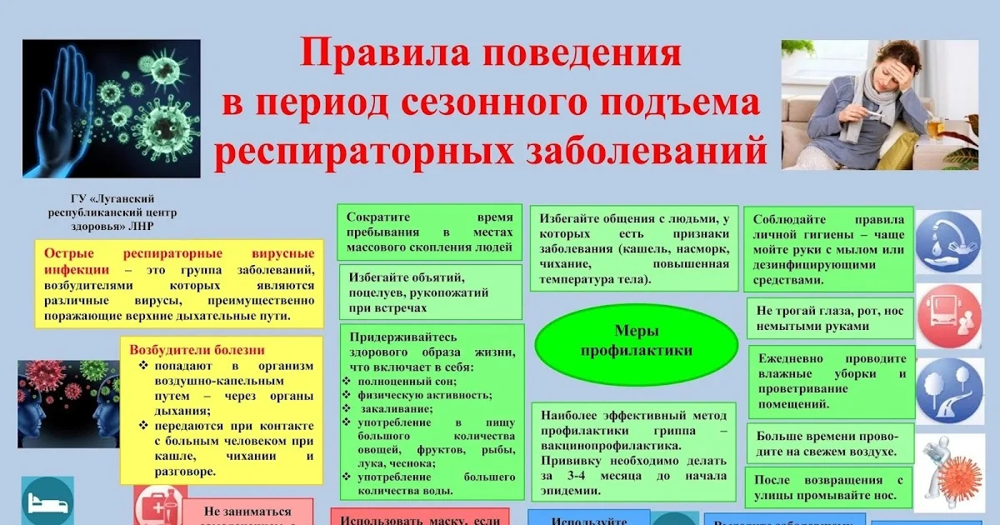 Правила поведения
в период сезонного подъема
респираторных заболеваний
ГУ «Луганский
республиканский центр
здоровья» ЛНР
Острые респираторные вирусные
инфекции – это группа заболеваний,
возбудителями которых являются
различные вирусы, преимущественно
поражающие верхние дыхательные пути.
Возбудители болезни
❖ попадают в организм
воздушно-капельным
путем – через органы
дыхания;
❖ передаются при контакте
с больным человеком при
кашле, чихании и
разговоре.
Сократите время
пребывания в местах
массового скопления людей
Избегайте объятий,
поцелуев, рукопожатий
при встречах
Придерживайтесь
здорового образа жизни,
что включает в себя:
❖ полноценный сон;
❖ физическую активность;
❖ закаливание;
❖ употребление в пищу
большого количества
овощей, фруктов, рыбы,
лука, чеснока;
❖ употребление большего
количества воды.
Избегайте общения с людьми, у
которых есть признаки
заболевания (кашель, насморк,
чихание, повышенная
температура тела).
Меры
профилактики
Наиболее эффективный метод
профилактики гриппа –
вакцинопрофилактика.
Прививку необходимо делать
за 3-4 месяца до начала
эпидемии.
Соблюдайте правила
личной гигиены – чаще
мойте руки с мылом или
дезинфицирующими
средствами.
Не трогай глаза, рот, нос
немытыми руками
Ежедневно проводите
влажные уборки и
проветривание
помещений.
Больше времени прово-
дите на свежем воздухе.
После возвращения с
улицы промывайте нос.
Не заниматься
Использовать маску, если
Используйте